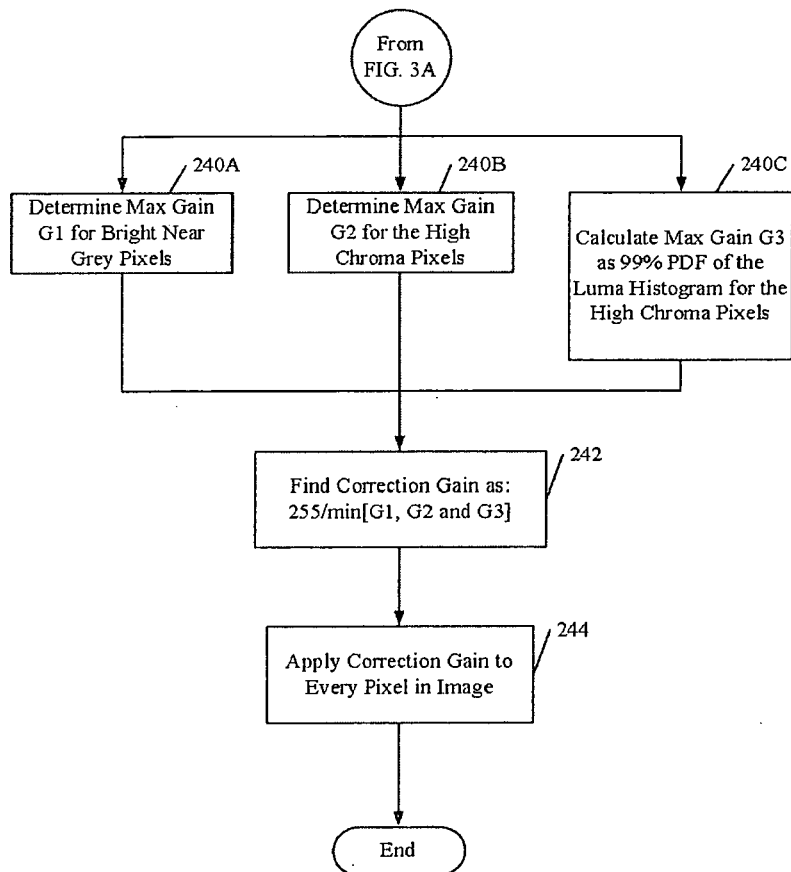 From
FIG. 3A
240A
240B
240C
Determine Max Gain
G1 for Bright Near
Grey Pixels
Determine Max Gain
G2 for the High
Chroma Pixels
Calculate Max Gain G3
as 99% PDF of the
Luma Histogram for the
High Chroma Pixels
242
Find Correction Gain as:
255/min[G1, G2 and G3]
244
Apply Correction Gain to
Every Pixel in Image
End